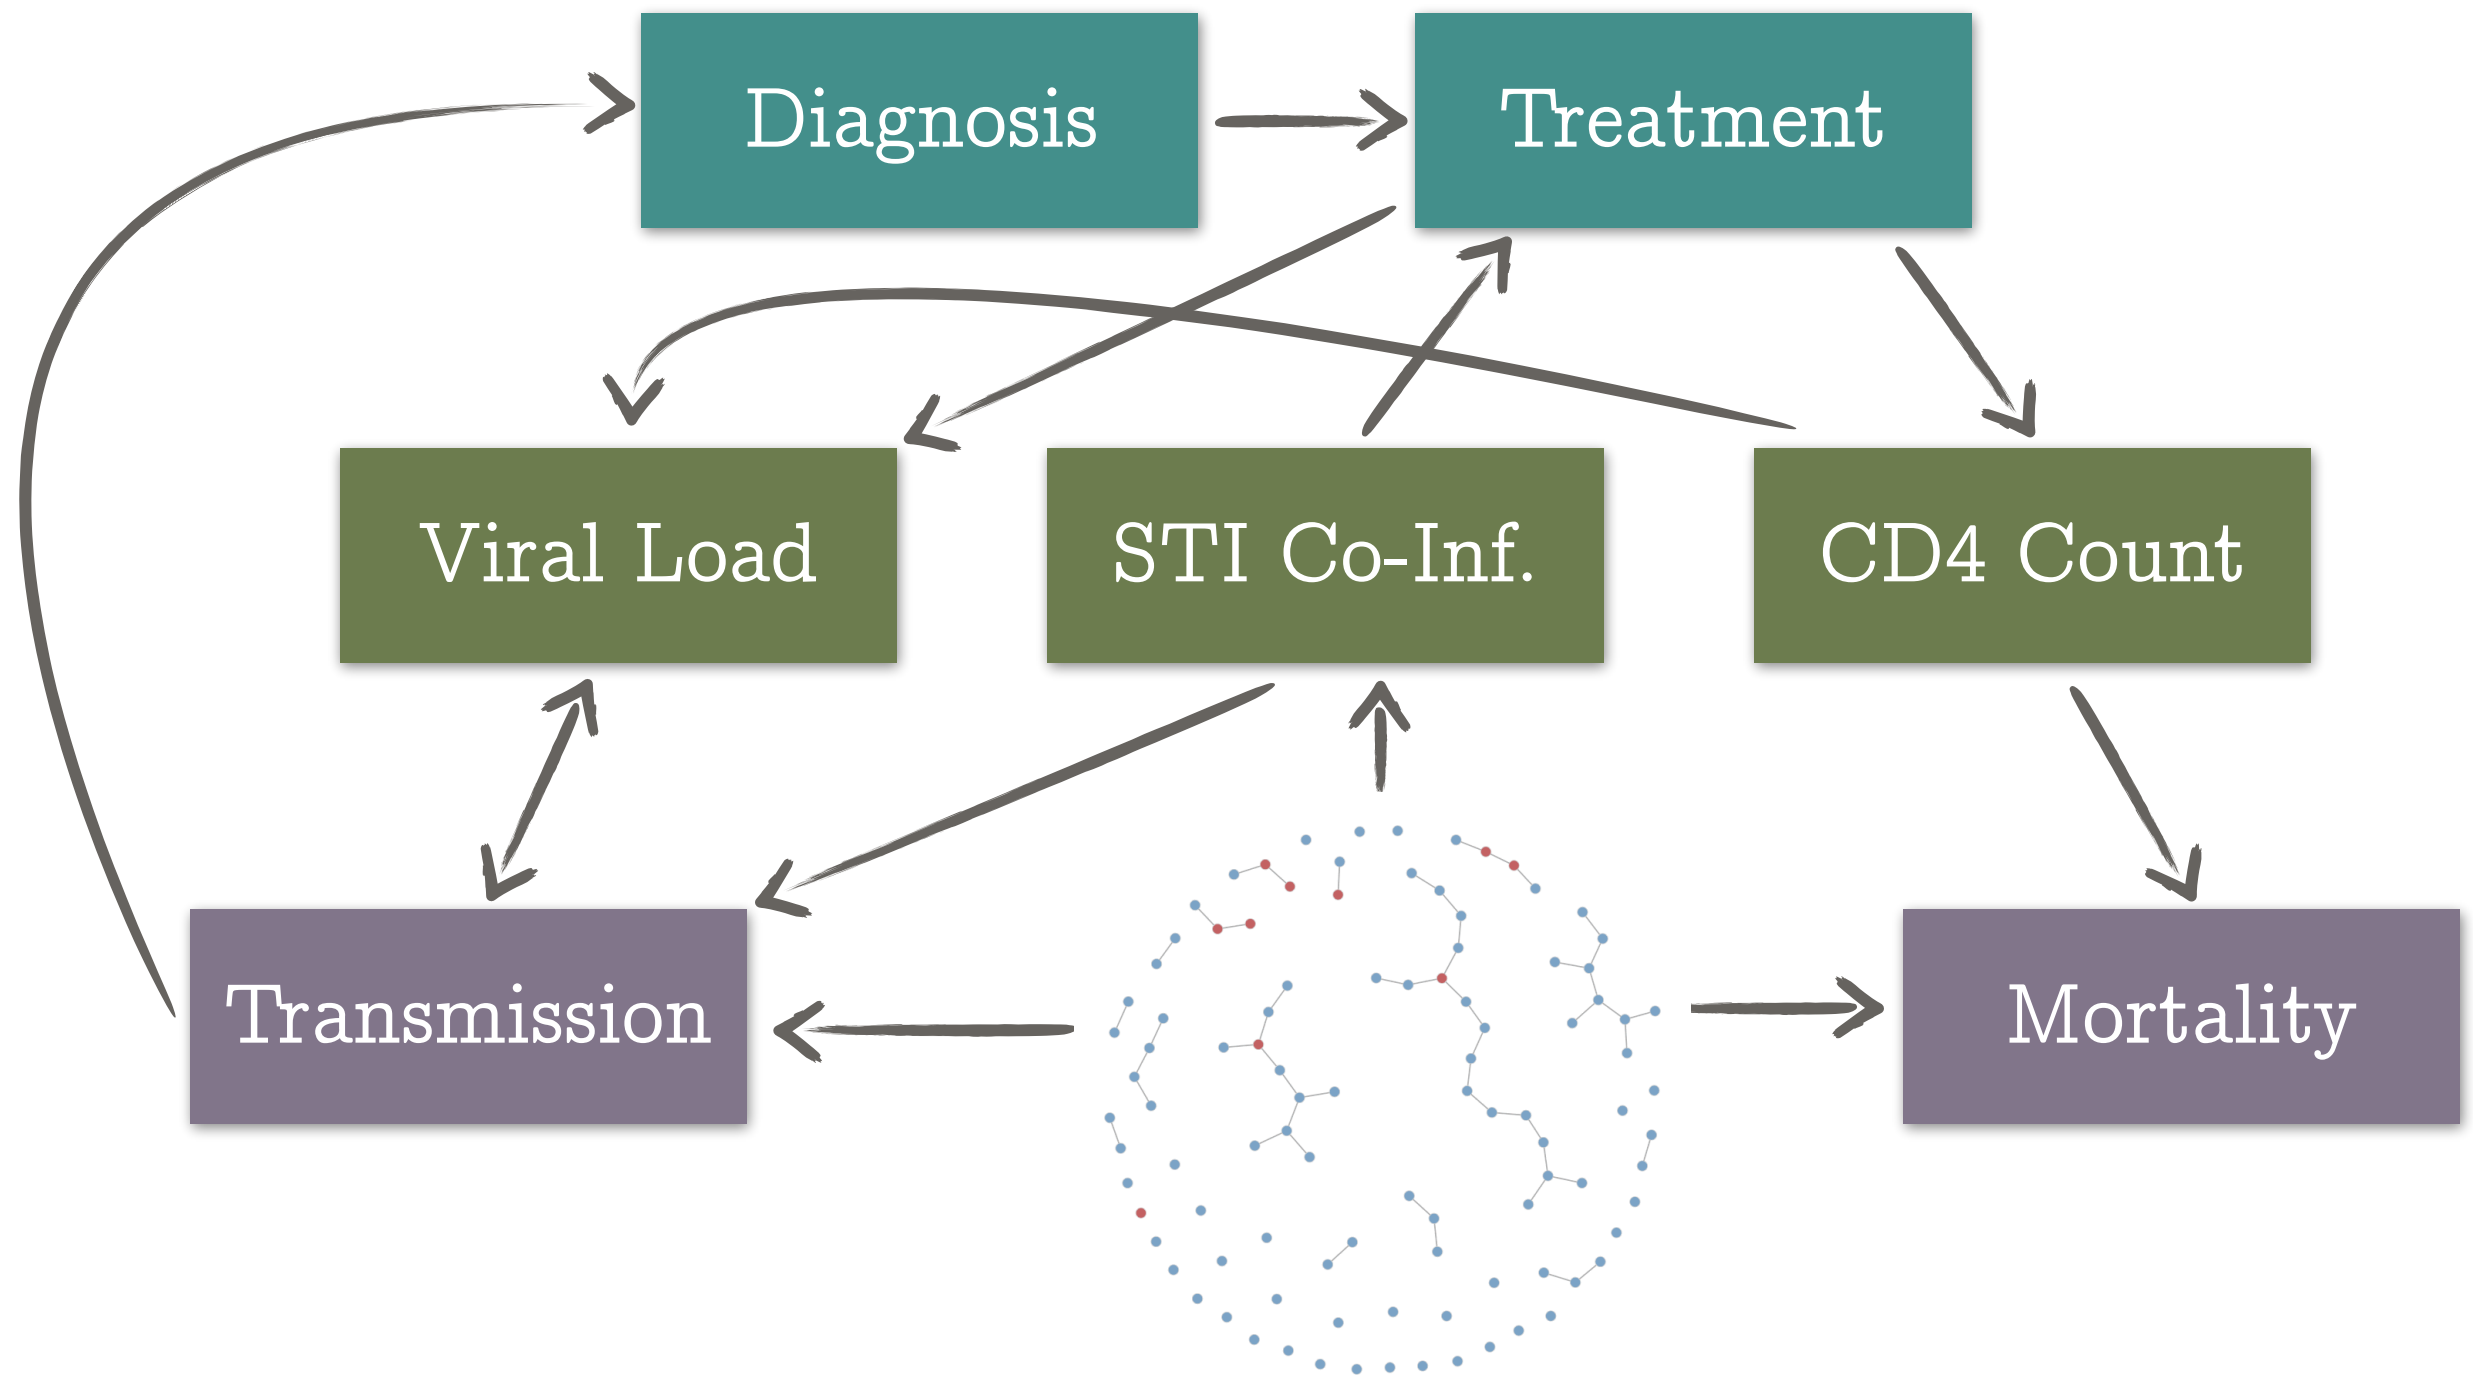 Diagnosis
Treatment
Viral Load
STI Co-Inf.
CD4 Count
Transmission
Mortality